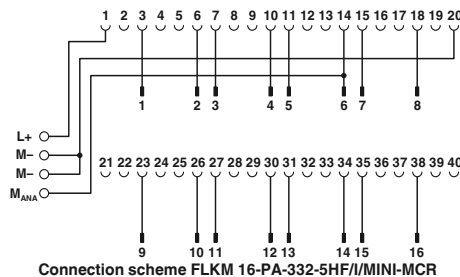 1 2 3 4 5 6 7 8 9 10 11 12 13 14 15 16 17 18 19 20
1 2 3 4 5 6 7 8
L+
M–
M–
MANA
21 22 23 24 25 26 27 28 29 30 31 32 33 34 35 36 37 38 39 40
9 10 11 12 13 14 15 16
Connection scheme FLKM 16-PA-332-5HF/I/MINI-MCR